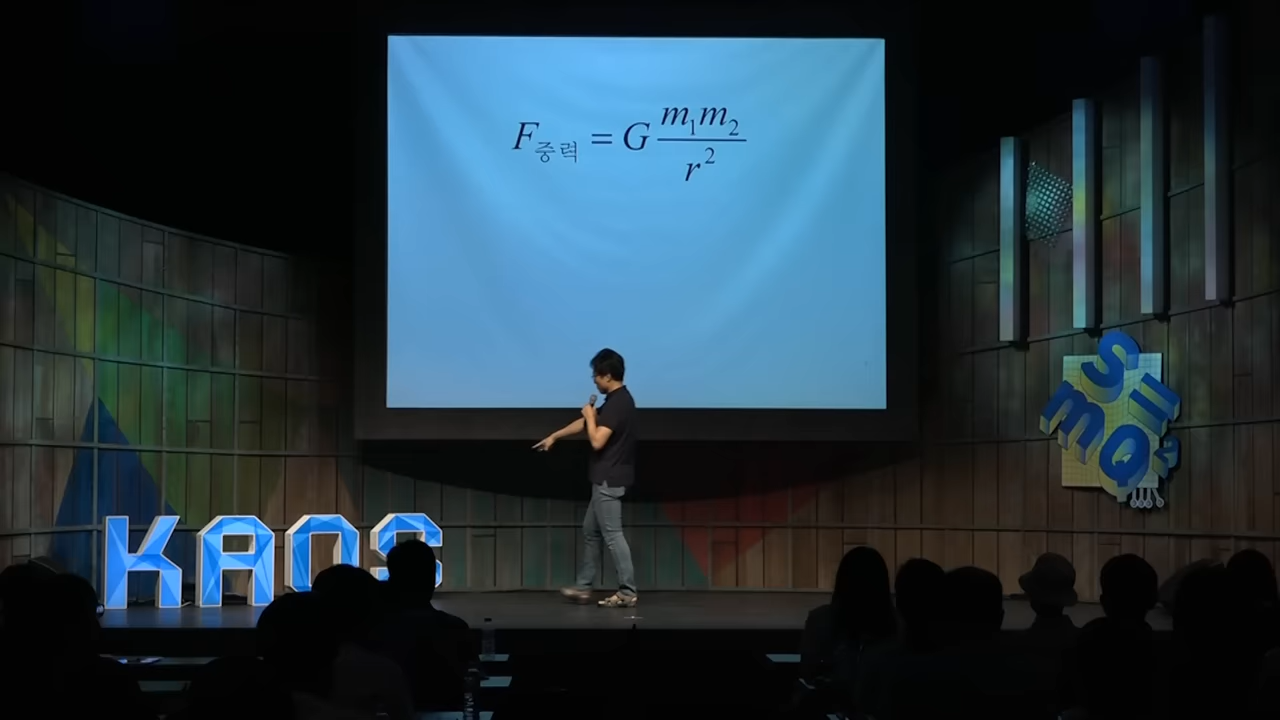 F중력 = G m₁m₂ / r²
KAOS